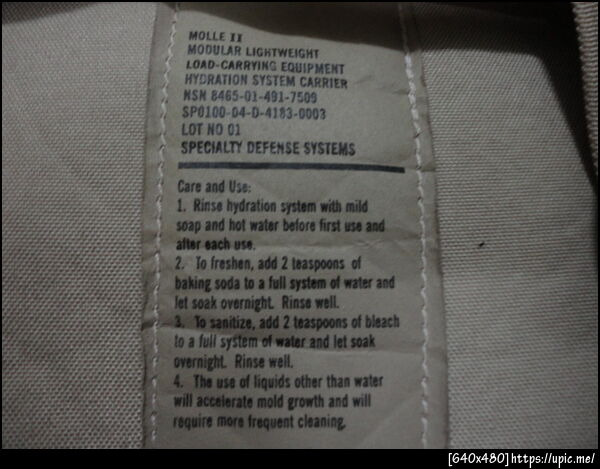 MOLLE II
MODULAR LIGHTWEIGHT
LOAD-CARRYING EQUIPMENT
HYDRATION SYSTEM CARRIER
NSN 8465-01-491-7509
SP0100-04-D-4183-0003
LOT NO 01
SPECIALTY DEFENSE SYSTEMS
Care and Use:
1. Rinse hydration system with mild
soap and hot water before first use and
after each use.
2. To freshen, add 2 teaspoons of
baking soda to a full system of water and
let soak overnight. Rinse well.
3. To sanitize, add 2 teaspoons of bleach
to a full system of water and let soak
overnight. Rinse well.
4. The use of liquids other than water
will accelerate mold growth and will
require more frequent cleaning.
[640x480]https://upic.me/